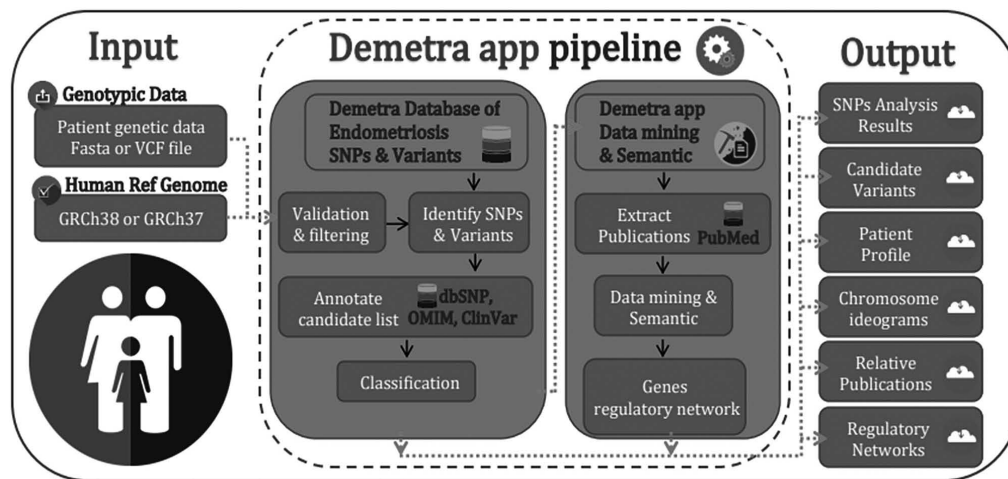 Input
Genotypic Data
Patient genetic data
Fasta or VCF file
Human Ref Genome
GRCh38 or GRCh37
Demetra app pipeline
Demetra Database of
Endometriosis
SNPs & Variants
Validation
& filtering
Identify SNPs
& Variants
Annotate
candidate list
dbSNP,
OMIM, ClinVar
Classification
Demetra app
Data mining
& Semantic
Extract
Publications
PubMed
Data mining &
Semantic
Genes
regulatory network
Output
SNPs Analysis
Results
Candidate
Variants
Patient
Profile
Chromosome
ideograms
Relative
Publications
Regulatory
Networks